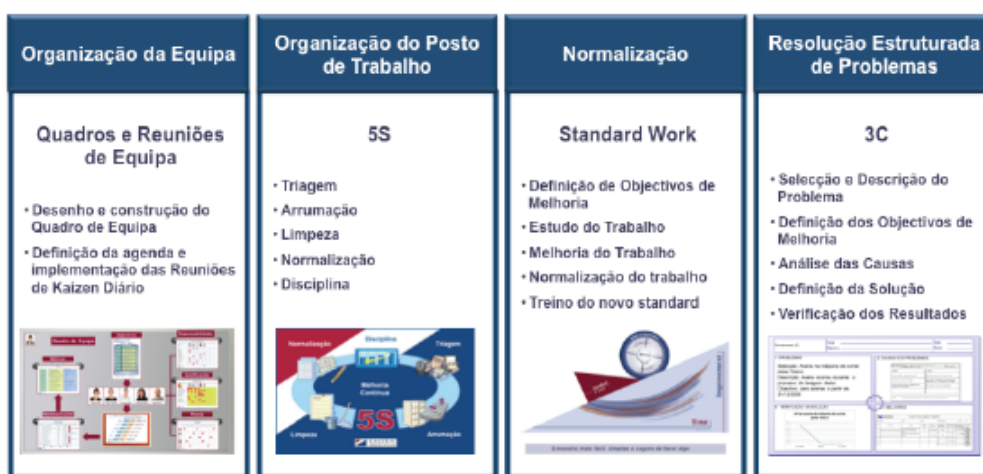 Organização da Equipa
Quadros e Reuniões
de Equipa
• Desenho e construção do
Quadro de Equipa
• Definição da agenda e
implementação das Reuniões
de Kaizen Diário
Quadro de Equipa
Organização do Posto
de Trabalho
5S
• Triagem
• Arrumação
• Limpeza
• Normalização
• Disciplina
Normalização
Disciplina
Triagem
Melhoria
Contínua
5S
Limpeza
Arrumação
Normalização
Standard Work
• Definição de Objectivos de
Melhoria
• Estudo do Trabalho
• Melhoria do Trabalho
• Normalização do trabalho
• Treino do novo standard
Resolução Estruturada
de Problemas
3C
• Selecção e Descrição do
Problema
• Definição dos Objectivos de
Melhoria
• Análise das Causas
• Definição da Solução
• Verificação dos Resultados